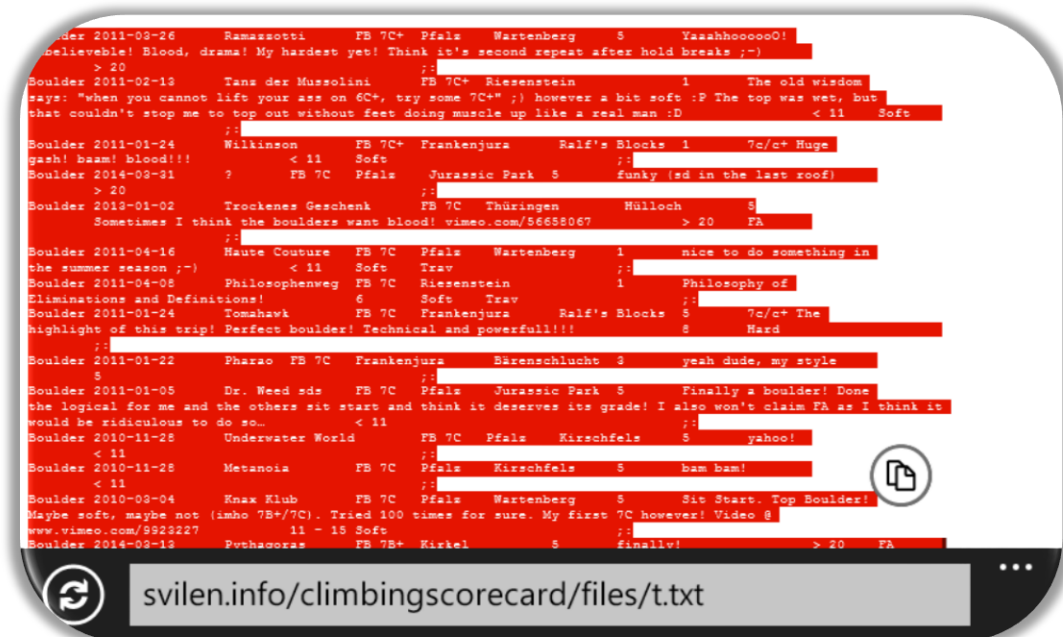 Boulder 2011-03-26 Ramazzotti FB 7C+ Pfalz Wartenberg 5 YaaahhoooooO!
Unbelieveble! Blood, drama! My hardest yet! Think it's second repeat after hold breaks ;-)
> 20 ;:
Boulder 2011-02-13 Tanz der Mussolini FB 7C+ Riesenstein 1 The old wisdom
says: "when you cannot lift your ass on 6C+, try some 7C+" ;) however a bit soft :P The top was wet, but
that couldn't stop me to top out without feet doing muscle up like a real man :D < 11 Soft
;:
Boulder 2011-01-24 Wilkinson FB 7C+ Frankenjura Ralf's Blocks 1 7c/c+ Huge
gash! baam! blood!!! < 11 Soft ;:
Boulder 2014-03-31 ? FB 7C Pfalz Jurassic Park 5 funky (sd in the last roof)
> 20 ;:
Boulder 2013-01-02 Trockenes Geschenk FB 7C Thüringen Hülloch 5
Sometimes I think the boulders want blood! vimeo.com/56658067 > 20 FA
;:
Boulder 2011-04-16 Haute Couture FB 7C Pfalz Wartenberg 1 nice to do something in
the summer season ;-) < 11 Soft Trav ;:
Boulder 2011-04-08 Philosophenweg FB 7C Riesenstein 1 Philosophy of
Eliminations and Definitions! 6 Soft Trav ;:
Boulder 2011-01-24 Tomahawk FB 7C Frankenjura Ralf's Blocks 5 7c/c+ The
highlight of this trip! Perfect boulder! Technical and powerfull!!! 8 Hard
;:
Boulder 2011-01-22 Pharao FB 7C Frankenjura Bärenschlucht 3 yeah dude, my style
5 ;:
Boulder 2011-01-05 Dr. Weed sds FB 7C Pfalz Jurassic Park 5 Finally a boulder! Done
the logical for me and the others sit start and think it deserves its grade! I also won't claim FA as I think it
would be ridiculous to do so… < 11 ;:
Boulder 2010-11-28 Underwater World FB 7C Pfalz Kirschfels 5 yahoo!
< 11 ;:
Boulder 2010-11-28 Metanoia FB 7C Pfalz Kirschfels 5 bam bam!
< 11 ;:
Boulder 2010-03-04 Knax Klub FB 7C Pfalz Wartenberg 5 Sit Start. Top Boulder!
Maybe soft, maybe not (imho 7B+/7C). Tried 100 times for sure. My first 7C however! Video @
www.vimeo.com/9923227 11 - 15 Soft ;:
Boulder 2014-03-13 Pythagoras FB 7B+ Kirkel 5 finally! > 20 FA
svilen.info/climbingscorecard/files/t.txt